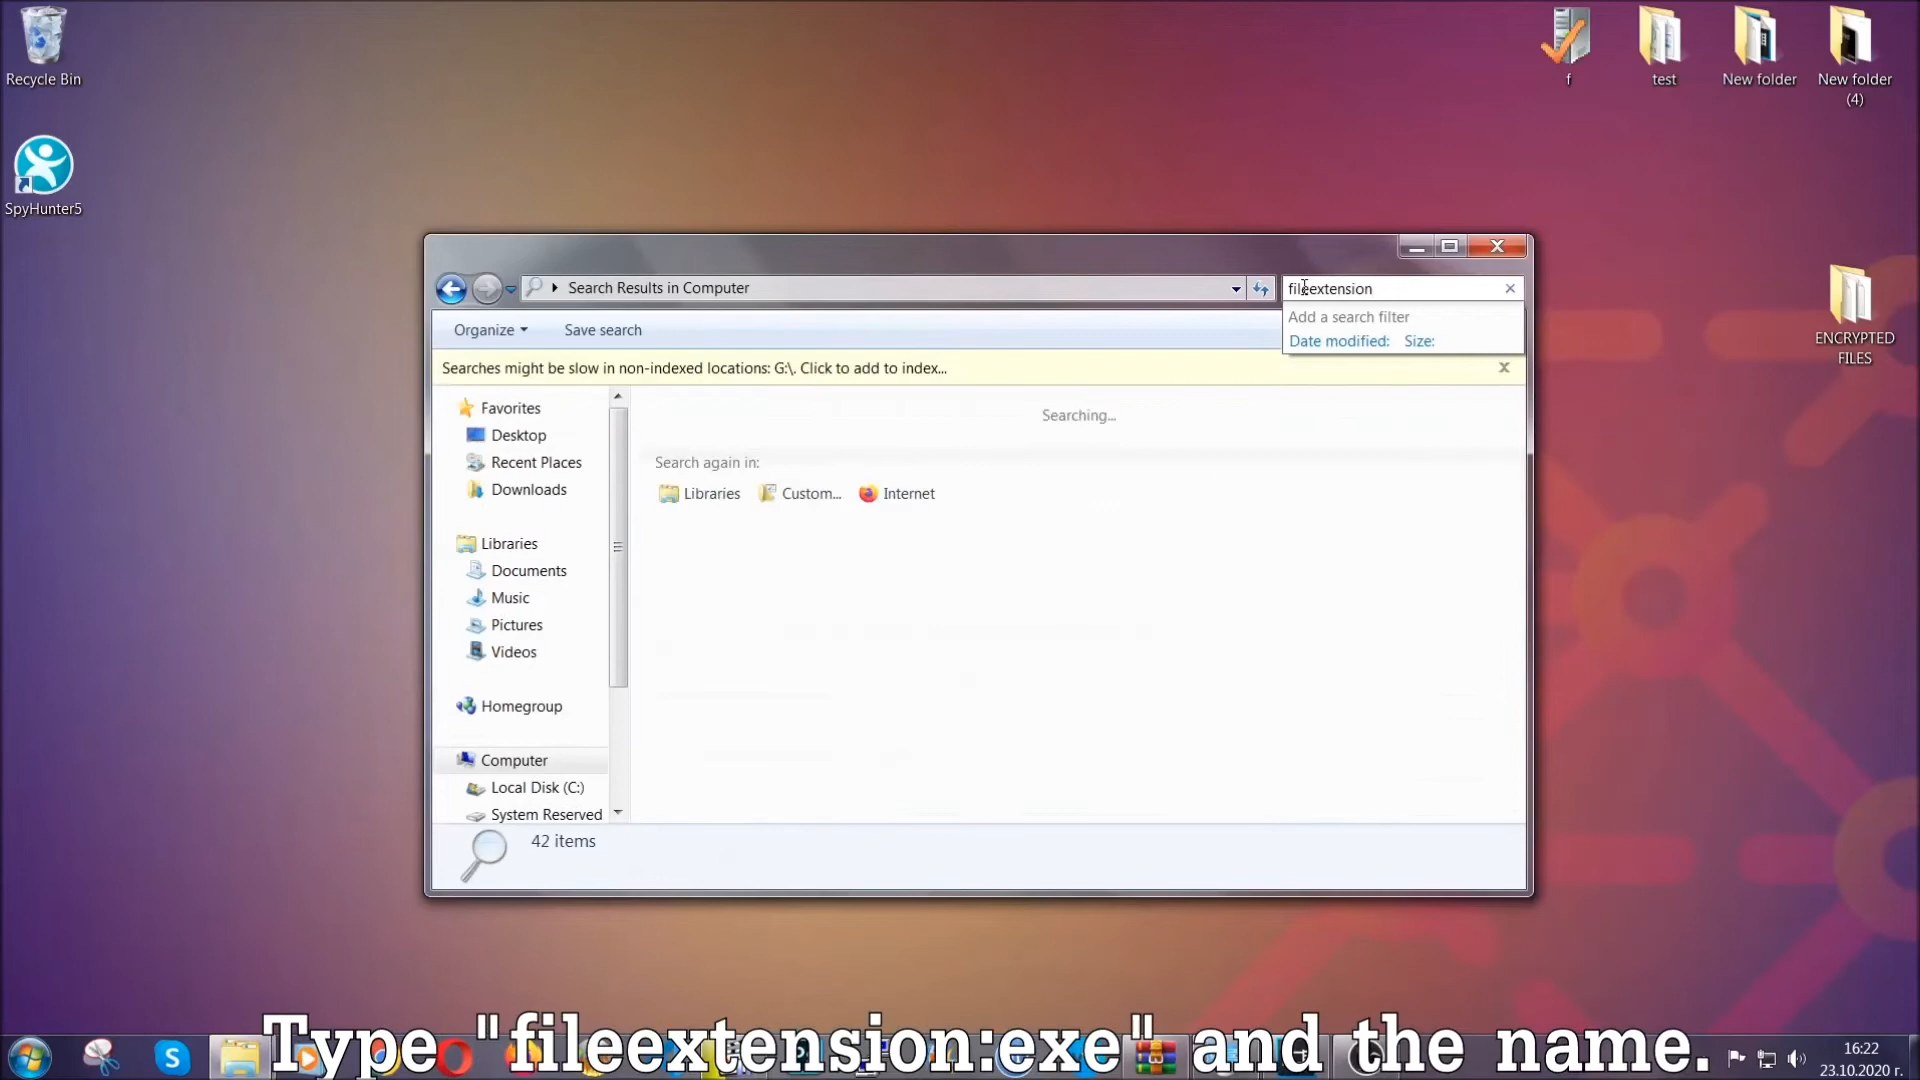 Recycle Bin
SpyHunter5
f
test
New folder
New folder
(4)
ENCRYPTED
FILES
Search Results in Computer
fileextension
Add a search filter
Date modified: Size:
Organize
Save search
Searches might be slow in non-indexed locations: G:\. Click to add to index...
Favorites
Desktop
Recent Places
Downloads
Libraries
Documents
Music
Pictures
Videos
Homegroup
Computer
Local Disk (C:)
System Reserved
Searching...
Search again in:
Libraries
Custom...
Internet
42 items
Type "fileextension:exe" and the name.
16:22
23.10.2020 г.